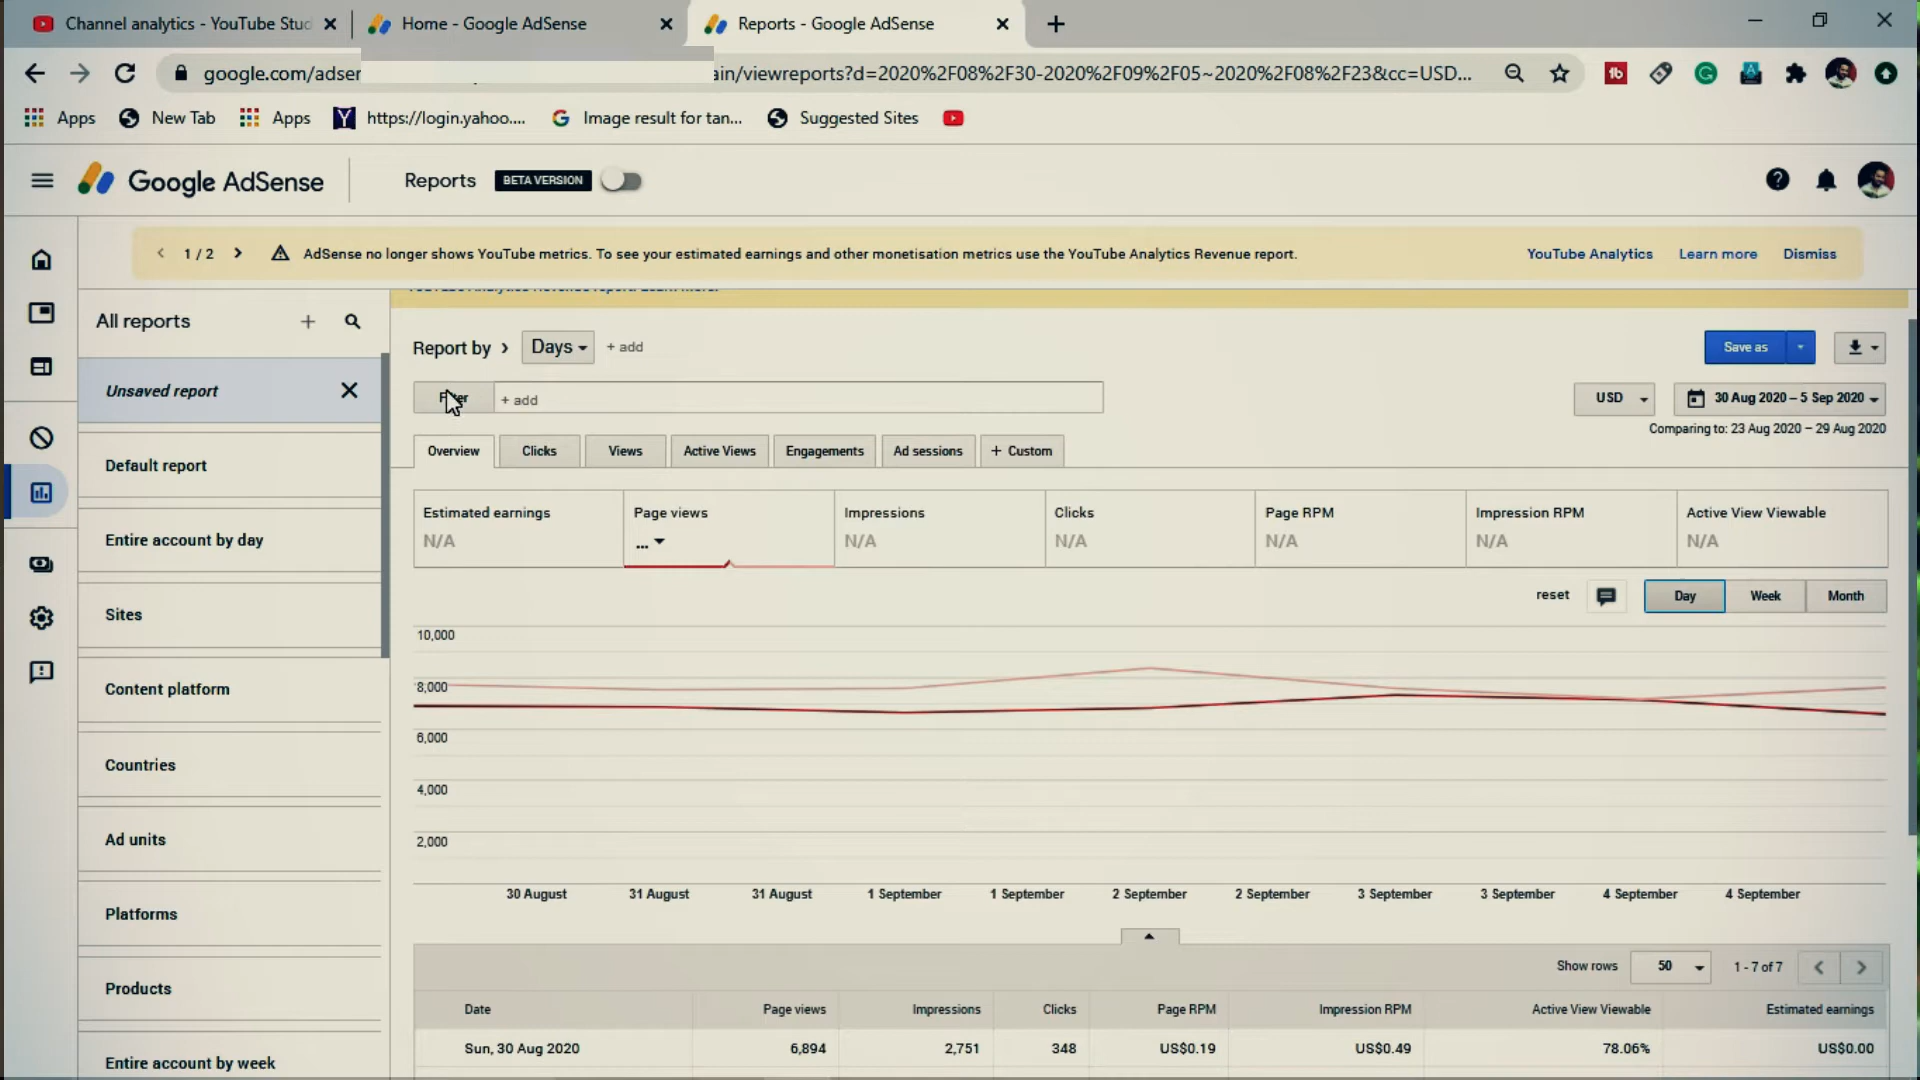 Channel analytics - YouTube Stud
Home - Google AdSense
Reports - Google AdSense
google.com/adser
ain/viewreports?d=2020%2F08%2F30-2020%2F09%2F05~2020%2F08%2F23&cc=USD...
Apps
New Tab
Apps
https://login.yahoo....
Image result for tan...
Suggested Sites
Google AdSense
Reports
BETA VERSION
1 / 2
AdSense no longer shows YouTube metrics. To see your estimated earnings and other monetisation metrics use the YouTube Analytics Revenue report.
YouTube Analytics
Learn more
Dismiss
All reports
Unsaved report
Default report
Entire account by day
Sites
Content platform
Countries
Ad units
Platforms
Products
Entire account by week
Report by
Days
+ add
Save as
Filter
+ add
USD
30 Aug 2020 – 5 Sep 2020
Comparing to: 23 Aug 2020 – 29 Aug 2020
Overview
Clicks
Views
Active Views
Engagements
Ad sessions
+ Custom
Estimated earnings
N/A
Page views
...
Impressions
N/A
Clicks
N/A
Page RPM
N/A
Impression RPM
N/A
Active View Viewable
N/A
reset
Day
Week
Month
10,000
8,000
6,000
4,000
2,000
30 August
31 August
31 August
1 September
1 September
2 September
2 September
3 September
3 September
4 September
4 September
Show rows
50
1 - 7 of 7
Date Page views Impressions Clicks Page RPM Impression RPM Active View Viewable Estimated earnings
Sun, 30 Aug 2020 6,894 2,751 348 US$0.19 US$0.49 78.06% US$0.00